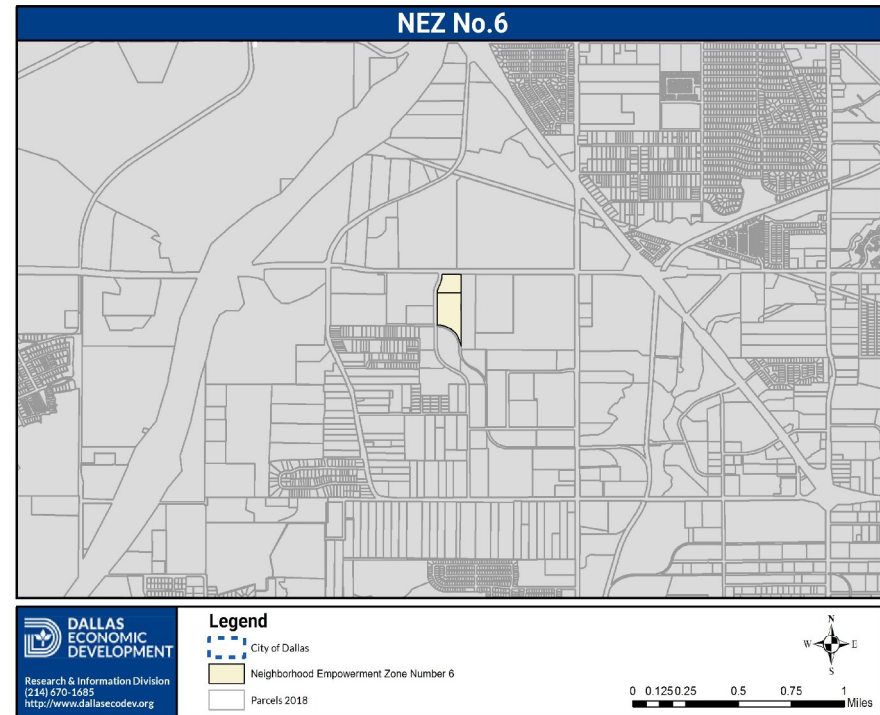 NEZ No.6
DALLAS
ECONOMIC
DEVELOPMENT
Research & Information Division
(214) 670-1685
http://www.dallasecodev.org
Legend
City of Dallas
Neighborhood Empowerment Zone Number 6
Parcels 2018
N
W E
S
0 0.125 0.25 0.5 0.75 1
Miles